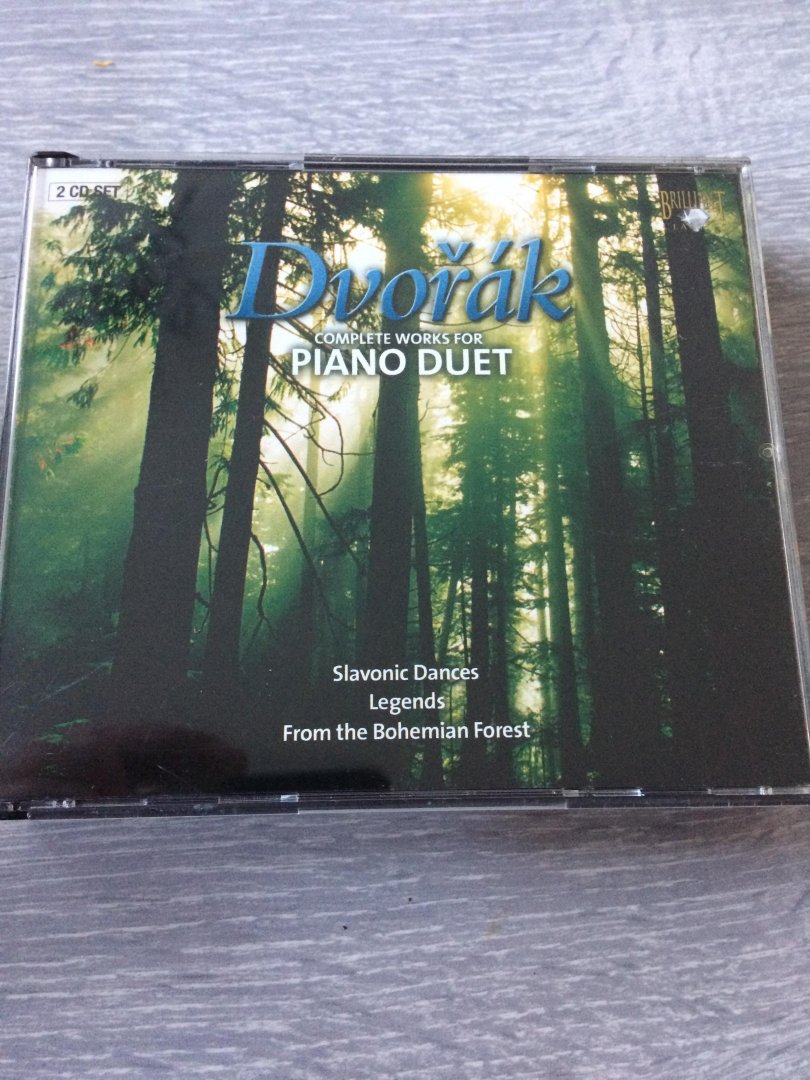 2 CD SET
Dvořák
COMPLETE WORKS FOR
PIANO DUET
Slavonic Dances
Legends
From the Bohemian Forest